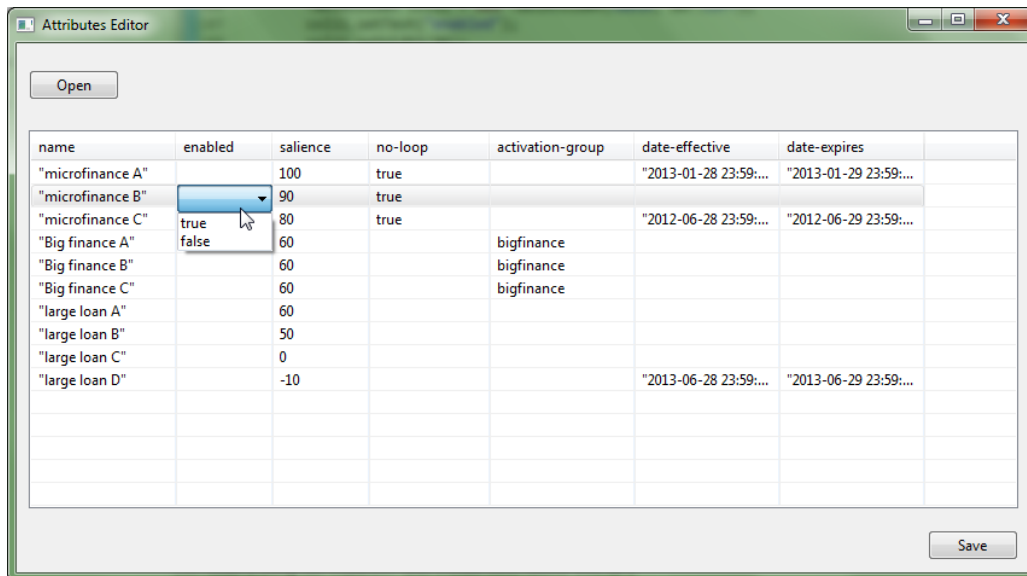 Attributes Editor
Open
name enabled salience no-loop activation-group date-effective date-expires
"microfinance A" 100 true "2013-01-28 23:59:... "2013-01-29 23:59:...
"microfinance B" 90 true
"microfinance C" true 80 true "2012-06-28 23:59:... "2012-06-29 23:59:...
"Big finance A" false 60 bigfinance
"Big finance B" 60 bigfinance
"Big finance C" 60 bigfinance
"large loan A" 60
"large loan B" 50
"large loan C" 0
"large loan D" -10 "2013-06-28 23:59:... "2013-06-29 23:59:...
Save